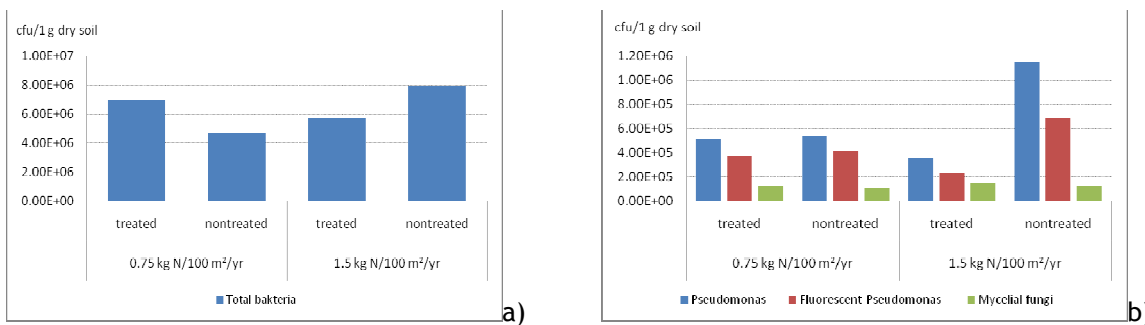 cfu/1 g dry soil
1.00E+07
8.00E+06
6.00E+06
4.00E+06
2.00E+06
0.00E+00
treated nontreated treated nontreated
0.75 kg N/100 m²/yr 1.5 kg N/100 m²/yr
Total bakteria
a)
cfu/1 g dry soil
1.20E+06
1.00E+06
8.00E+05
6.00E+05
4.00E+05
2.00E+05
0.00E+00
treated nontreated treated nontreated
0.75 kg N/100 m²/yr 1.5 kg N/100 m²/yr
Pseudomonas Fluorescent Pseudomonas Mycelial fungi
b)